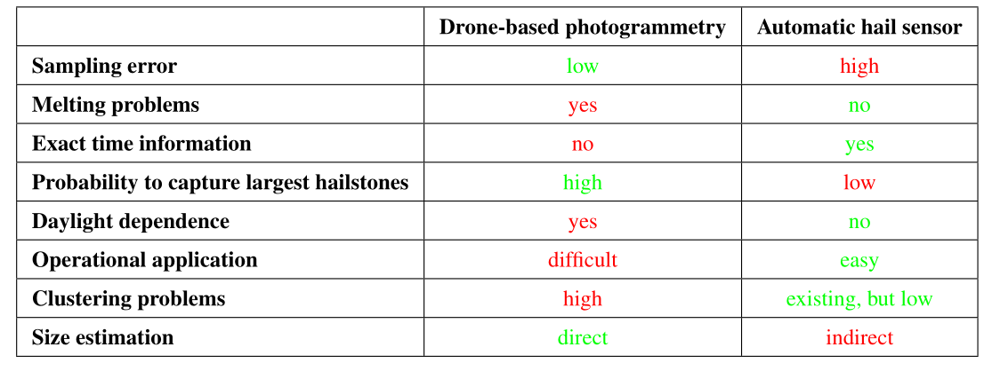 Drone-based photogrammetry Automatic hail sensor
Sampling error low high
Melting problems yes no
Exact time information no yes
Probability to capture largest hailstones high low
Daylight dependence yes no
Operational application difficult easy
Clustering problems high existing, but low
Size estimation direct indirect